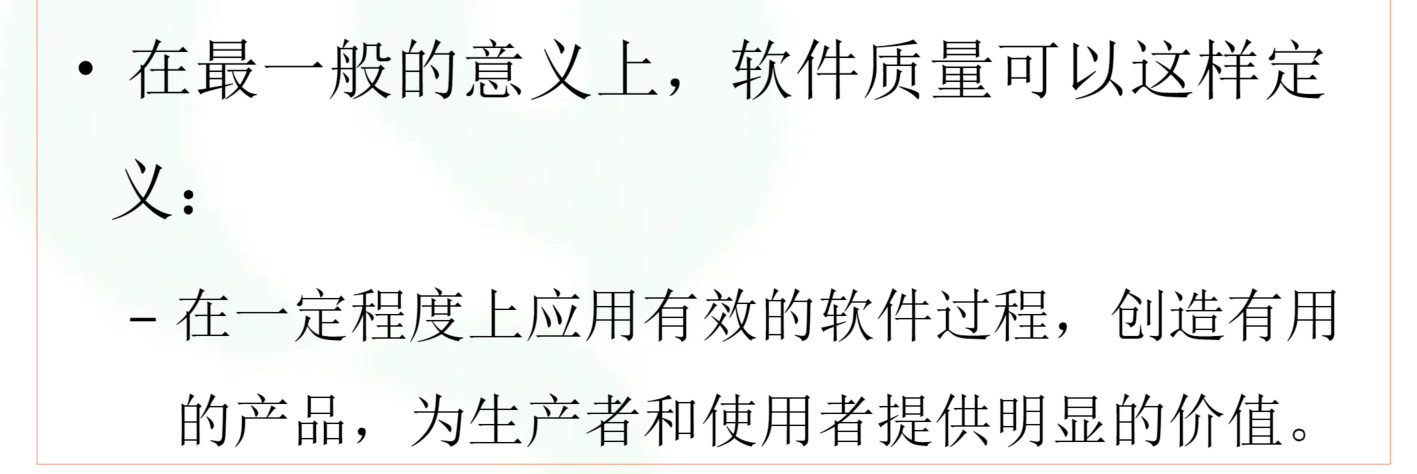 • 在最一般的意义上，软件质量可以这样定
义：
– 在一定程度上应用有效的软件过程，创造有用
的产品，为生产者和使用者提供明显的价值。